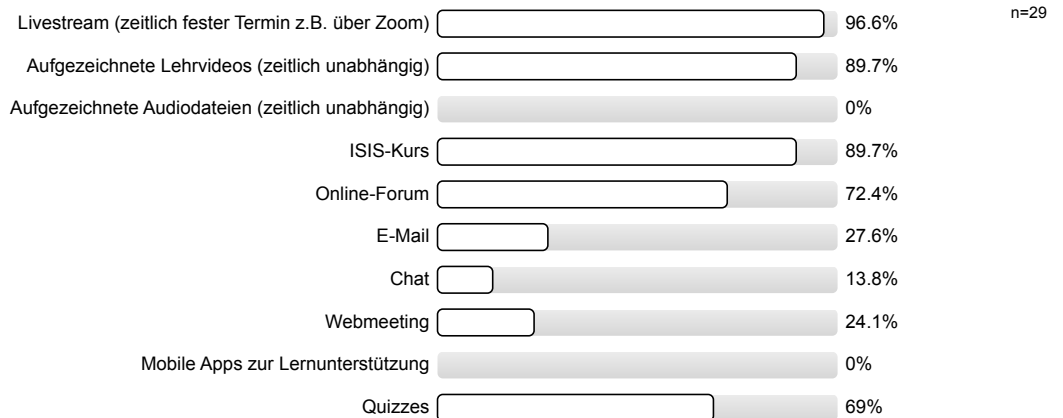 Livestream (zeitlich fester Termin z.B. über Zoom) 96.6% n=29
Aufgezeichnete Lehrvideos (zeitlich unabhängig) 89.7%
Aufgezeichnete Audiodateien (zeitlich unabhängig) 0%
ISIS-Kurs 89.7%
Online-Forum 72.4%
E-Mail 27.6%
Chat 13.8%
Webmeeting 24.1%
Mobile Apps zur Lernunterstützung 0%
Quizzes 69%